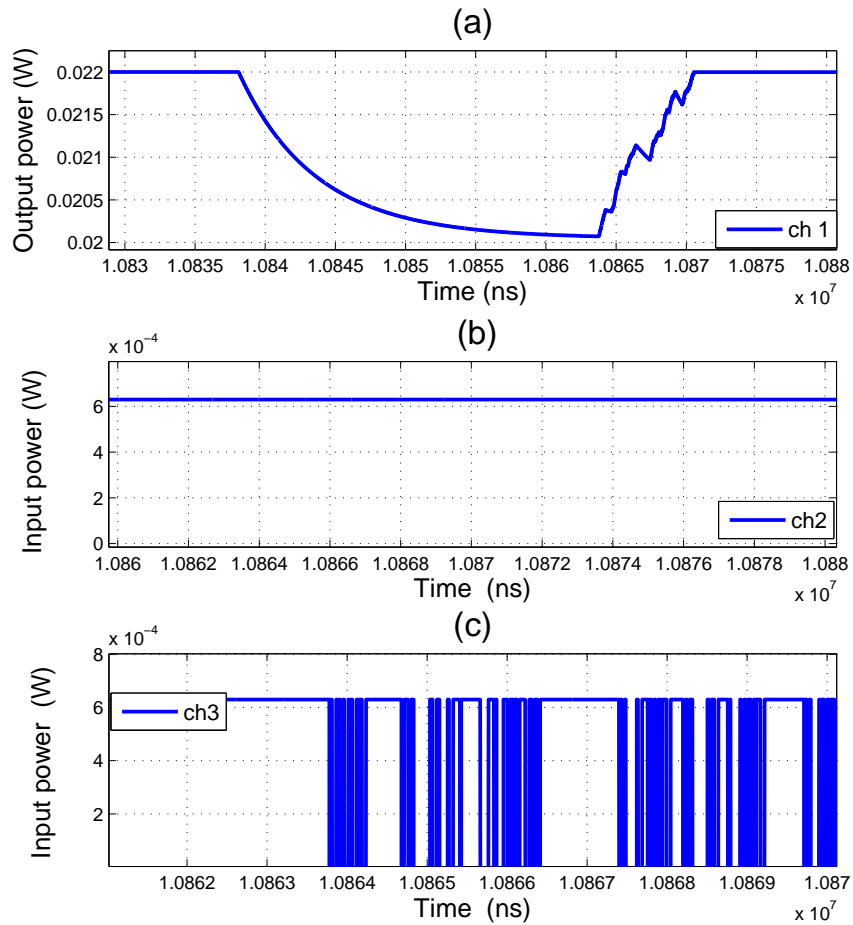 (a)
Output power (W)
0.022
0.0215
0.021
0.0205
0.02
ch 1
1.083 1.0835 1.084 1.0845 1.085 1.0855 1.086 1.0865 1.087 1.0875 1.088
Time (ns)
x 10^7
(b)
x 10^−4
Input power (W)
6
4
2
0
ch2
1.086 1.0862 1.0864 1.0866 1.0868 1.087 1.0872 1.0874 1.0876 1.0878 1.088
Time (ns)
x 10^7
(c)
x 10^−4
Input power (W)
8
6
4
2
ch3
1.0862 1.0863 1.0864 1.0865 1.0866 1.0867 1.0868 1.0869 1.087
Time (ns)
x 10^7